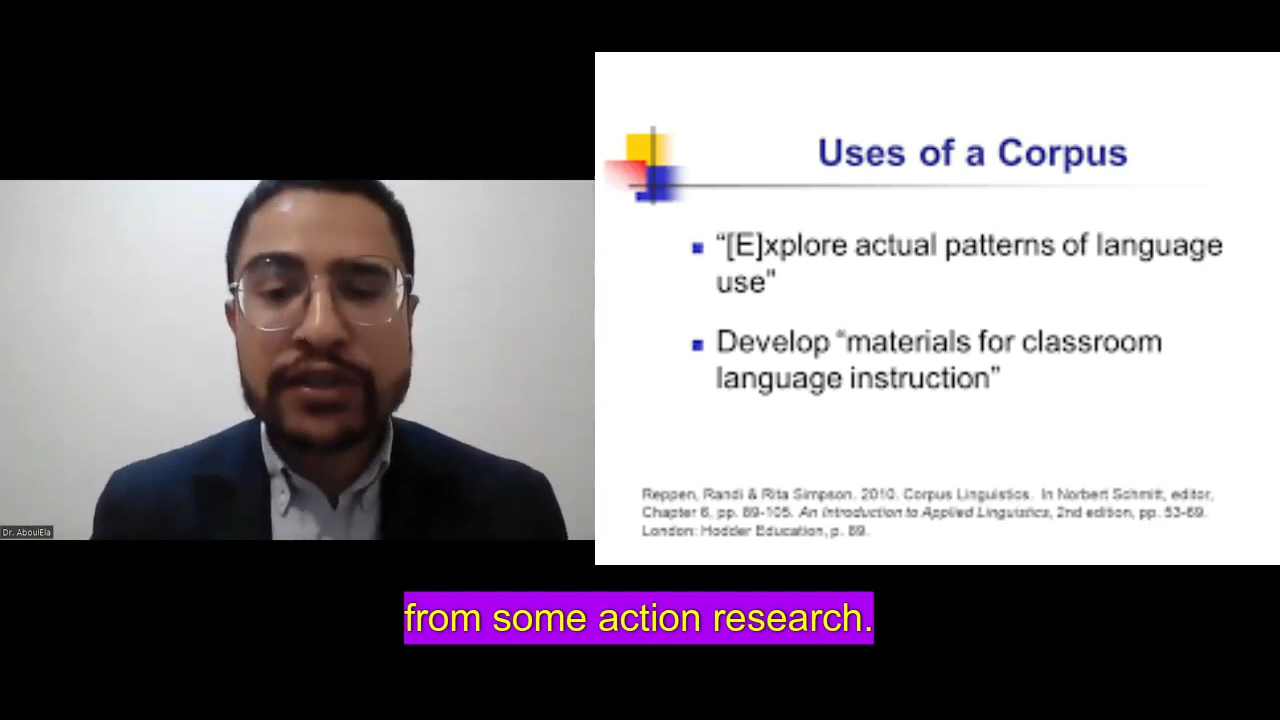 Uses of a Corpus
"[E]xplore actual patterns of language
use"
Develop "materials for classroom
language instruction"
Reppen, Randi & Rita Simpson. 2010. Corpus Linguistics. In Norbert Schmitt, editor,
Chapter 6, pp. 89-105. An Introduction to Applied Linguistics, 2nd edition, pp. 53-69.
London: Hodder Education, p. 89.
Dr. AboulEla
from some action research.